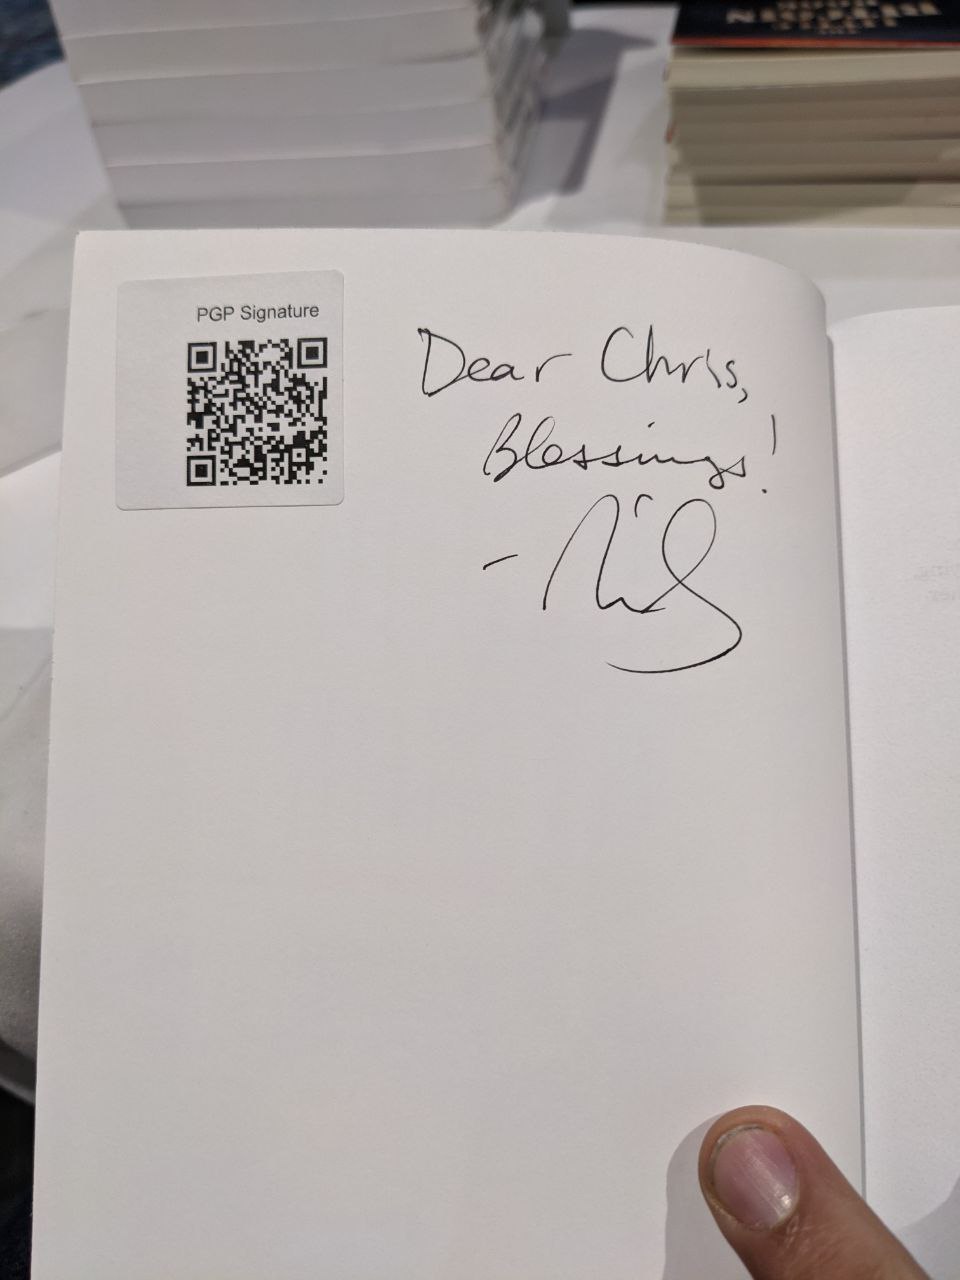 PGP Signature
Dear Chris,
Blessings!